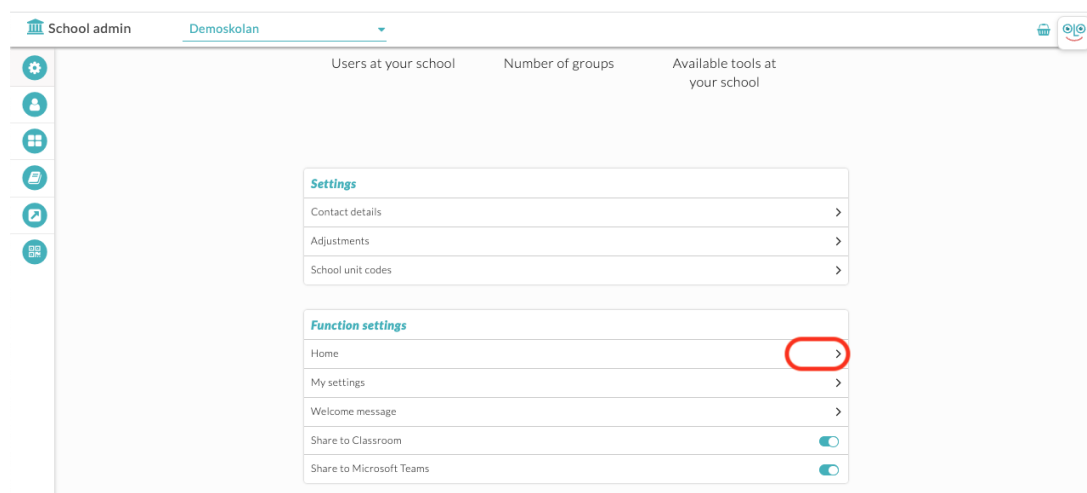 School admin
Demoskolan
Users at your school
Number of groups
Available tools at
your school
Settings
Contact details
Adjustments
School unit codes
Function settings
Home
My settings
Welcome message
Share to Classroom
Share to Microsoft Teams